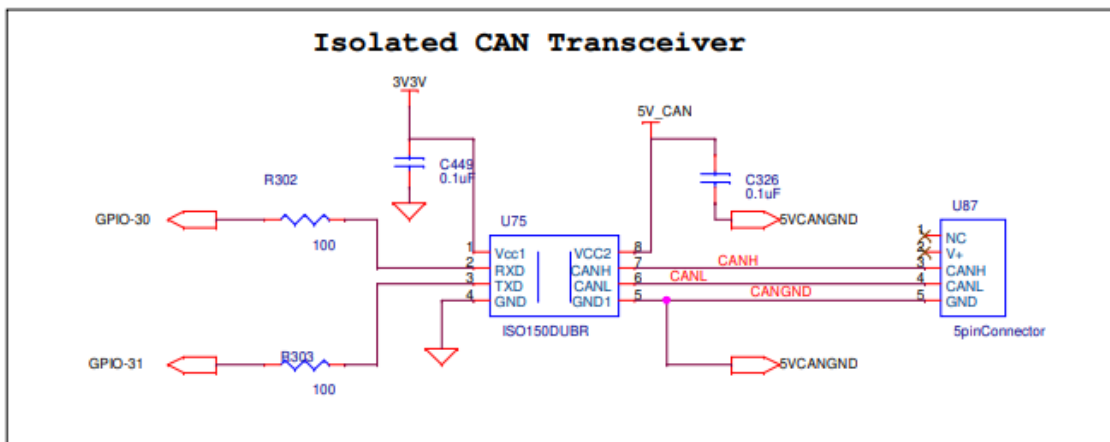 Isolated CAN Transceiver
3V3V
5V_CAN
C449
0.1uF
C326
0.1uF
R302
GPIO-30
100
5VCANGND
U75
U87
1 Vcc1
2 RXD
3 TXD
4 GND
VCC2 8
CANH 7
CANL 6
GND1 5
ISO150DUBR
CANH
CANL
CANGND
1 NC
2 V+
3 CANH
4 CANL
5 GND
5pinConnector
R303
GPIO-31
100
5VCANGND